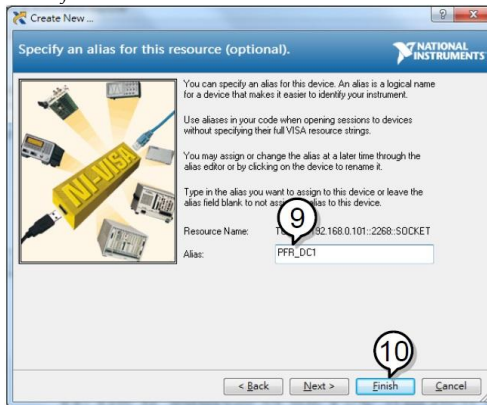 Create New ...
Specify an alias for this resource (optional).
NATIONAL
INSTRUMENTS
You can specify an alias for this device. An alias is a logical name
for a device that makes it easier to identify your instrument.
Use aliases in your code when opening sessions to devices
without specifying their full VISA resource strings.
You may assign or change the alias at a later time through the
alias editor or by clicking on the device to rename it.
Type in the alias you want to assign to this device or leave the
alias field blank to not alias to this device.
NI-VISA
9
Resource Name: 92.168.0.101::2268::SOCKET
Alias: PFR_DC1
10
< Back Next > Finish Cancel